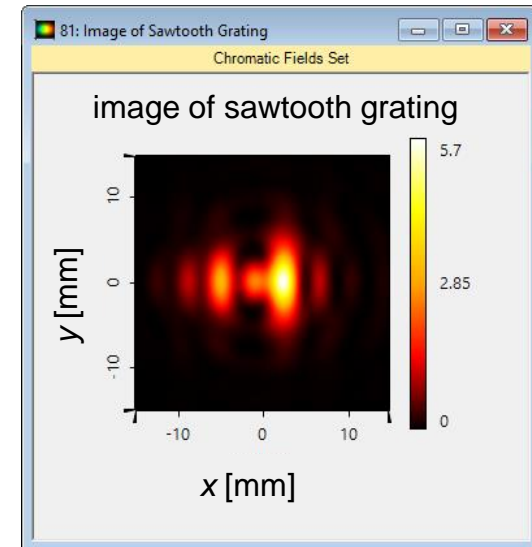 81: Image of Sawtooth Grating
Chromatic Fields Set
image of sawtooth grating
5.7
2.85
0
y [mm]
10
0
-10
-10 0 10
x [mm]